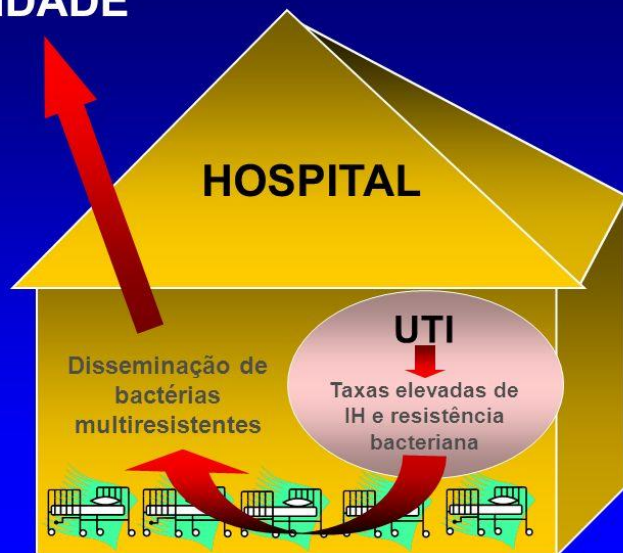 IDADE
HOSPITAL
UTI
Taxas elevadas de
IH e resistência
bacteriana
Disseminação de
bactérias
multiresistentes